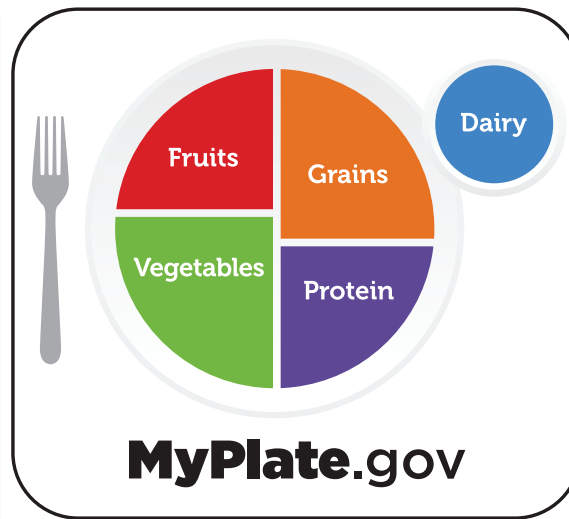 Fruits
Grains
Dairy
Vegetables
Protein
MyPlate.gov